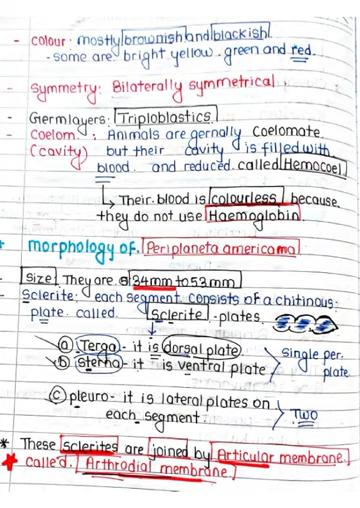 - colour: mostly brownish and blackish
- some are bright yellow. green and red.
- Symmetry: Bilaterally symmetrical
- Germlayers: Triploblastics.
- Coelom : Animals are gernally Coelomate.
(cavity) but their cavity is filled with
blood. and reduced called Hemocoel
↳ Their blood is colourless because
they do not use Haemoglobin.
morphology of. Periplaneta americama
- Size They are 34mm to 53mm
- Sclerite: each segment consists of a chitinous-
plate called Sclerite -plates.
→ⓐ Terga- it is dorsal plate
→ⓑ sterna- it is ventral plate
single per.
plate.
ⓒ pleuro- it is lateral plates on
each segment.
Two
* These sclerites are joined by Articular membrane.
★ called. Arthrodial membrane.